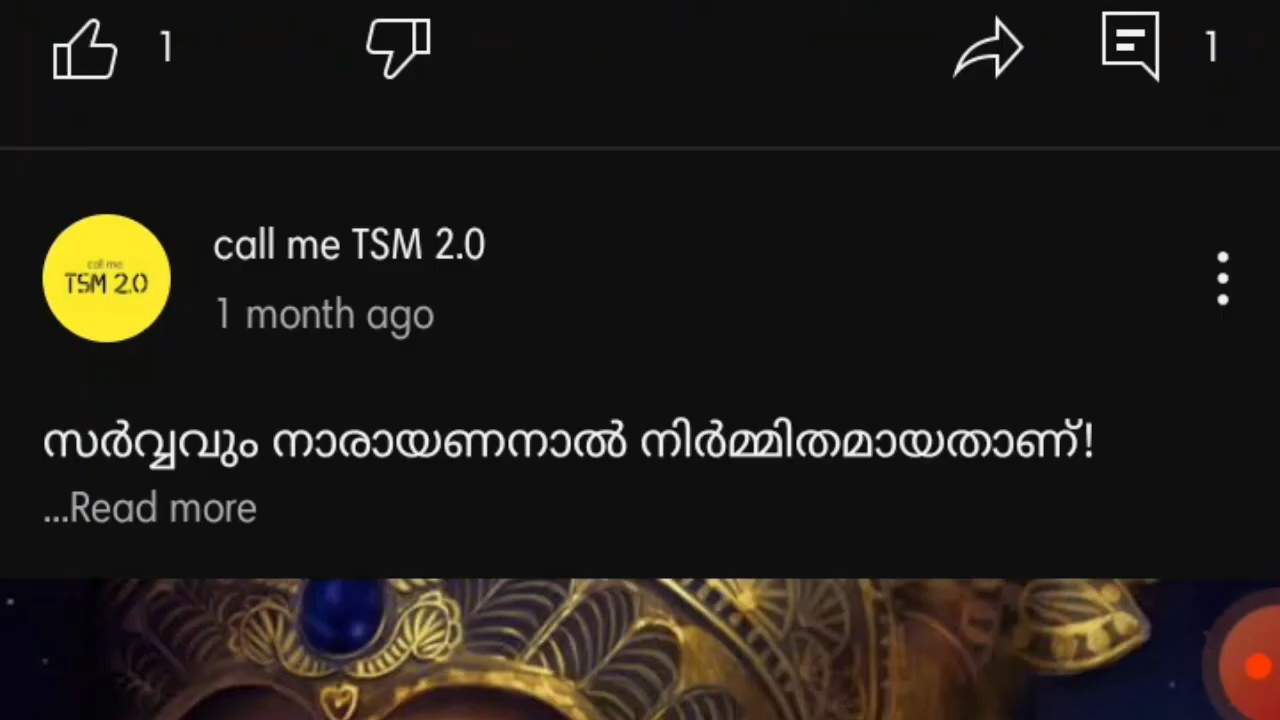 1
1
call me
TSM 2.0
call me TSM 2.0
1 month ago
സർവ്വവും നാരായണനാൽ നിർമ്മിതമായതാണ്!
...Read more